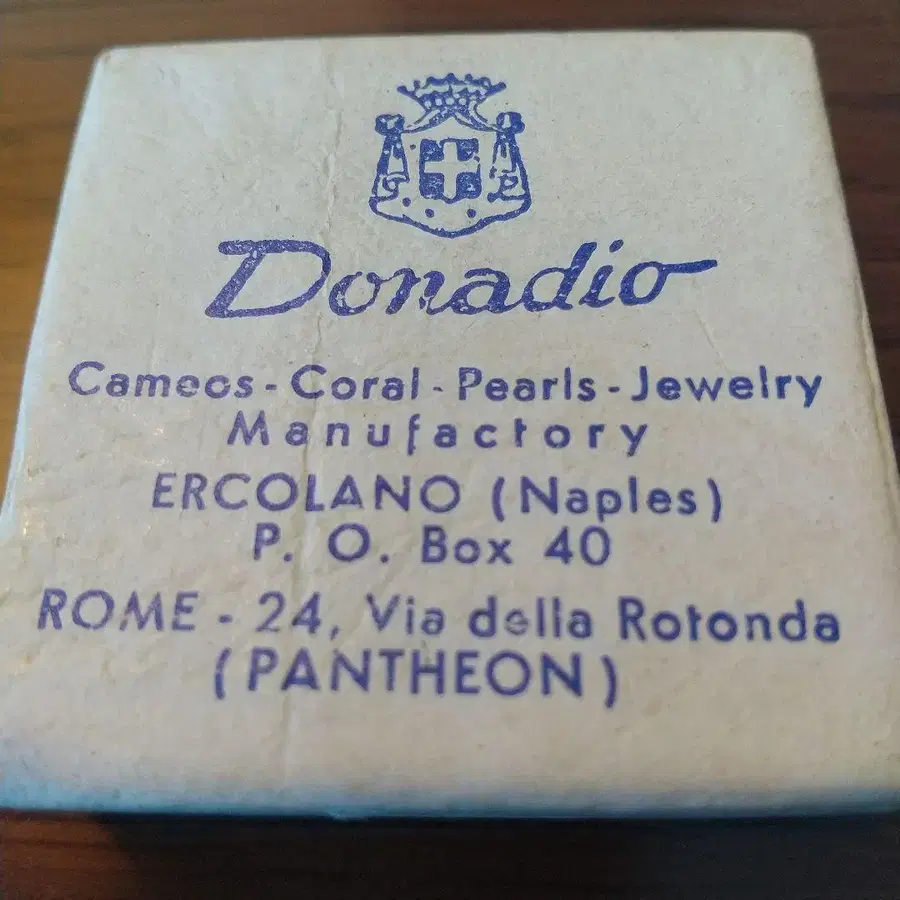 Donadio
Cameos - Coral - Pearls - Jewelry
Manufactory
ERCOLANO (Naples)
P. O. Box 40
ROME - 24, Via della Rotonda
(PANTHEON)